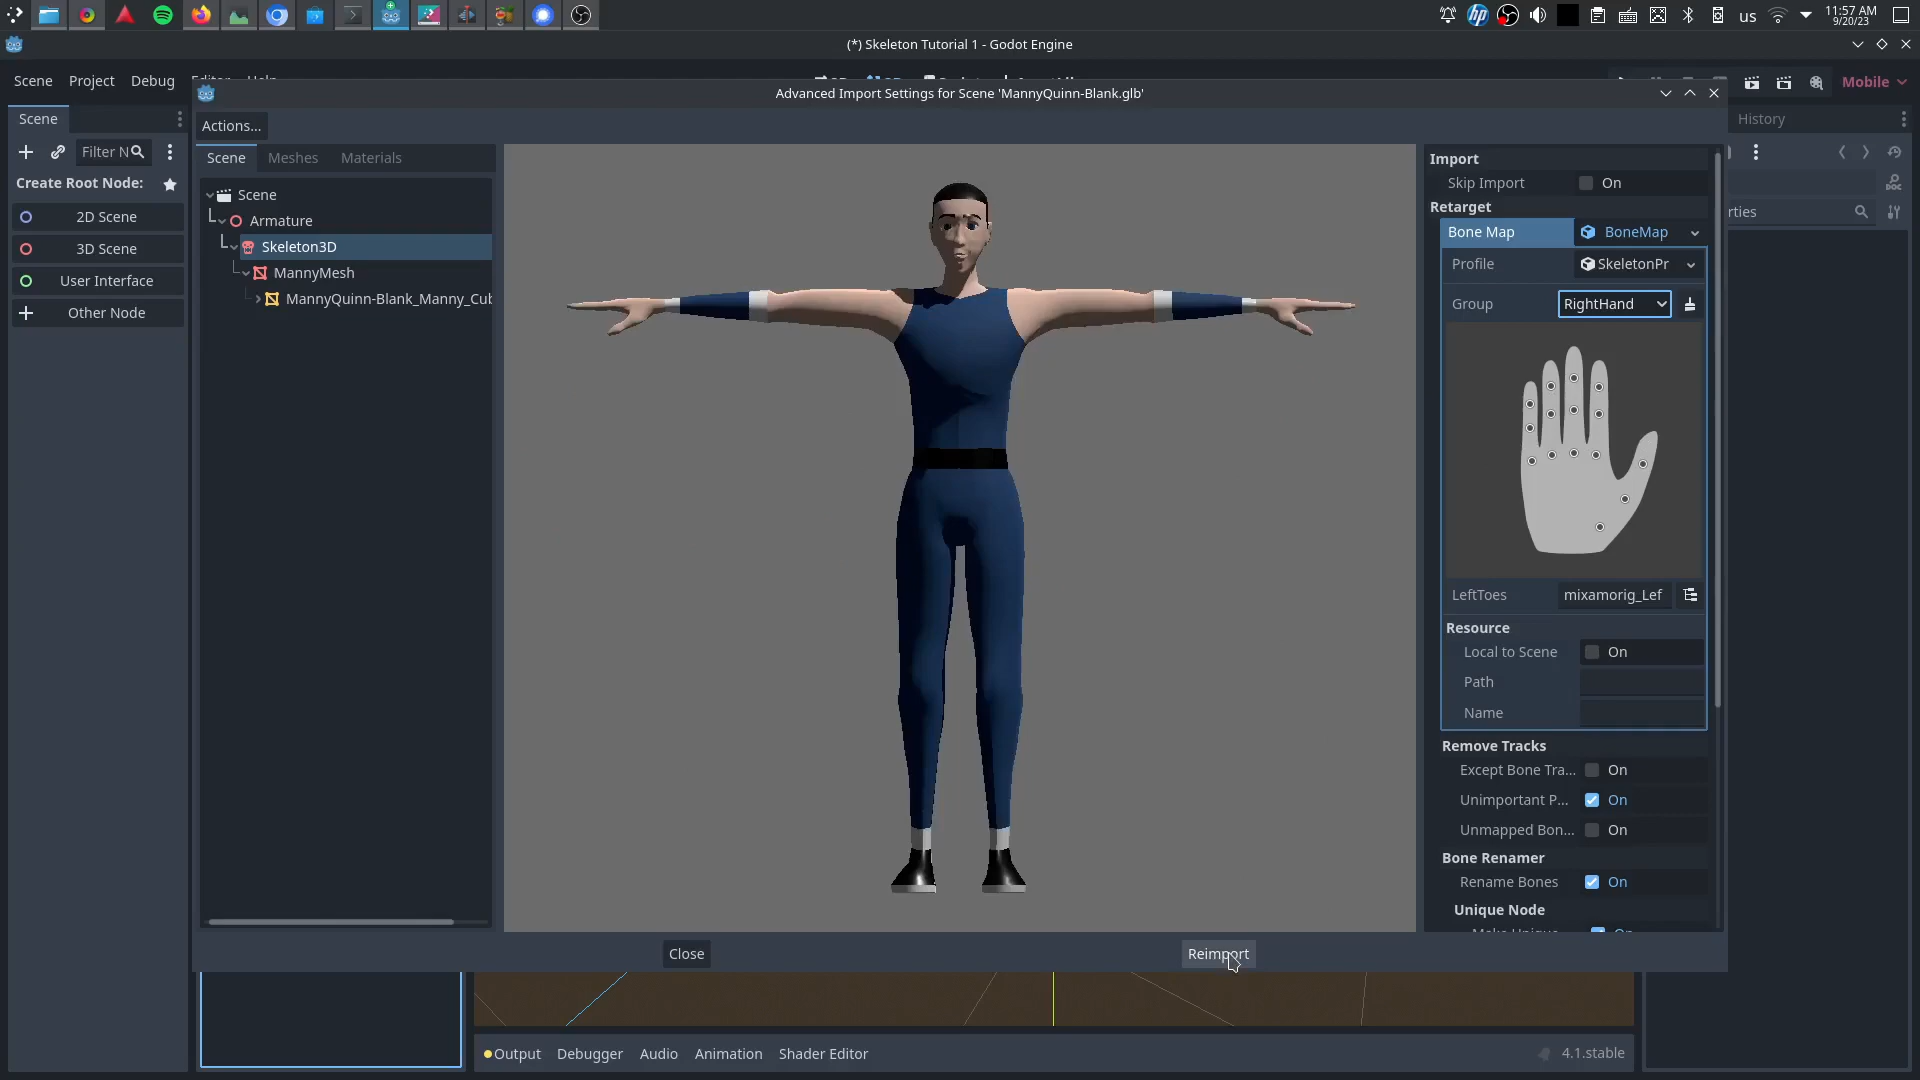 us
11:57 AM
9/20/23
(*) Skeleton Tutorial 1 - Godot Engine
Scene Project Debug
Mobile
Advanced Import Settings for Scene 'MannyQuinn-Blank.glb'
Scene
History
Actions...
Filter N
Scene Meshes Materials
Create Root Node:
2D Scene
3D Scene
User Interface
Other Node
Scene
Armature
Skeleton3D
MannyMesh
MannyQuinn-Blank_Manny_Cub
Import
Skip Import On
Retarget
Bone Map BoneMap
Profile SkeletonPr
Group RightHand
LeftToes mixamorig_Lef
Resource
Local to Scene On
Path
Name
Remove Tracks
Except Bone Tra... On
Unimportant P... On
Unmapped Bon... On
Bone Renamer
Rename Bones On
Unique Node
rties
Close Reimport
Output Debugger Audio Animation Shader Editor
4.1.stable